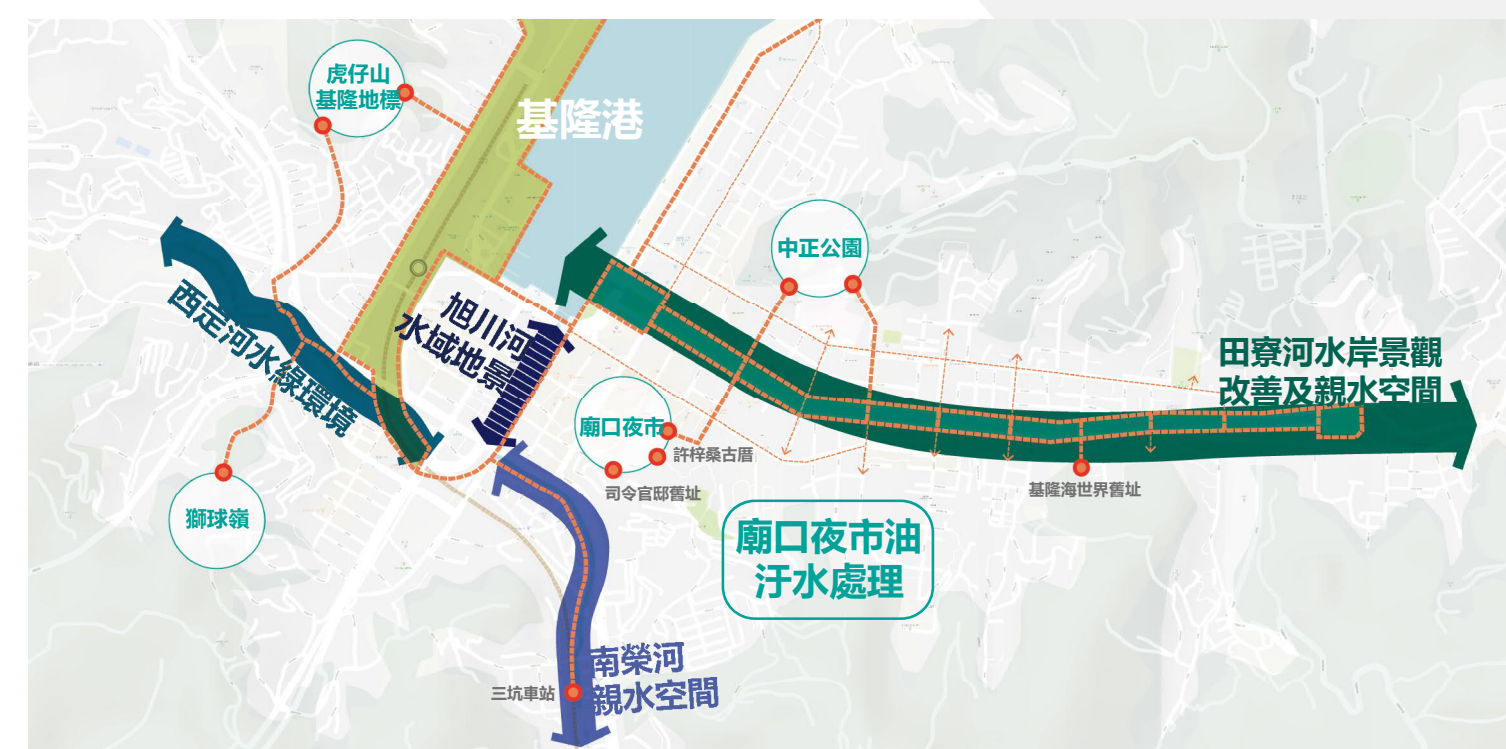 虎仔山
基隆地標
基隆港
中正公園
西定河水綠環境
旭川河
水域地景
田寮河水岸景觀
改善及親水空間
廟口夜市
許梓桑古厝
司令官邸舊址
基隆海世界舊址
獅球嶺
廟口夜市油
汙水處理
南榮河
親水空間
三坑車站